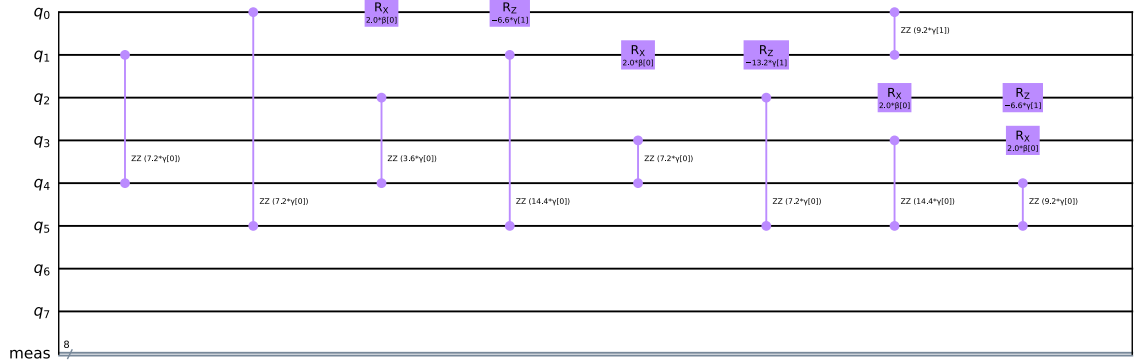 q0 RX RZ
2.0*β[0] −6.6*γ[1]
ZZ (9.2*γ[1])
q1 RX RZ
2.0*β[0] −13.2*γ[1]
q2 RX RZ
2.0*β[0] −6.6*γ[1]
q3 RX
2.0*β[0]
ZZ (7.2*γ[0]) ZZ (3.6*γ[0]) ZZ (7.2*γ[0])
q4
ZZ (7.2*γ[0]) ZZ (14.4*γ[0]) ZZ (7.2*γ[0]) ZZ (14.4*γ[0]) ZZ (9.2*γ[0])
q5
q6
q7
8
meas